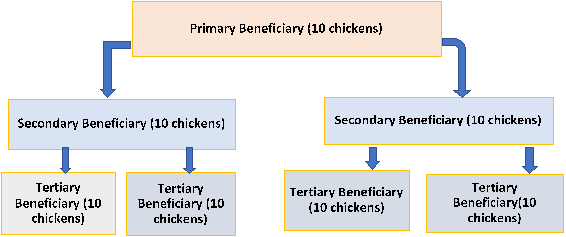 Primary Beneficiary (10 chickens)
Secondary Beneficiary (10 chickens)
Secondary Beneficiary (10 chickens)
Tertiary
Beneficiary (10
chickens)
Tertiary
Beneficiary (10
chickens)
Tertiary Beneficiary
(10 chickens)
Tertiary
Beneficiary(10
chickens)